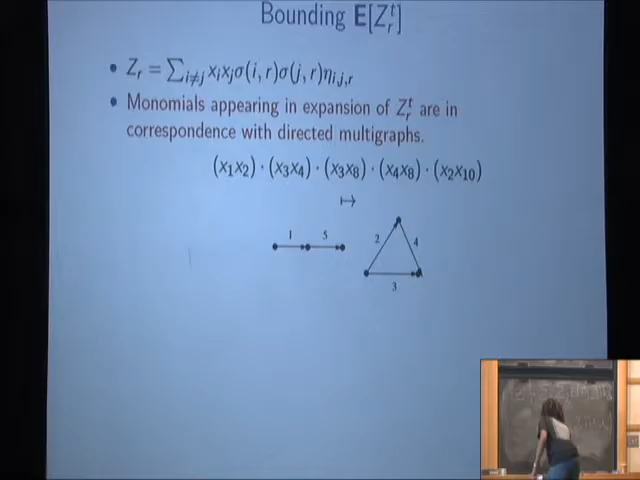 Bounding E[Z_r^t]
• Z_r = ∑_{i≠j} x_i x_j σ(i, r)σ(j, r)η_{i,j,r}
• Monomials appearing in expansion of Z_r^t are in
correspondence with directed multigraphs.
(x_1x_2) · (x_3x_4) · (x_3x_8) · (x_4x_8) · (x_2x_10)
↦
1 5 2 4
3